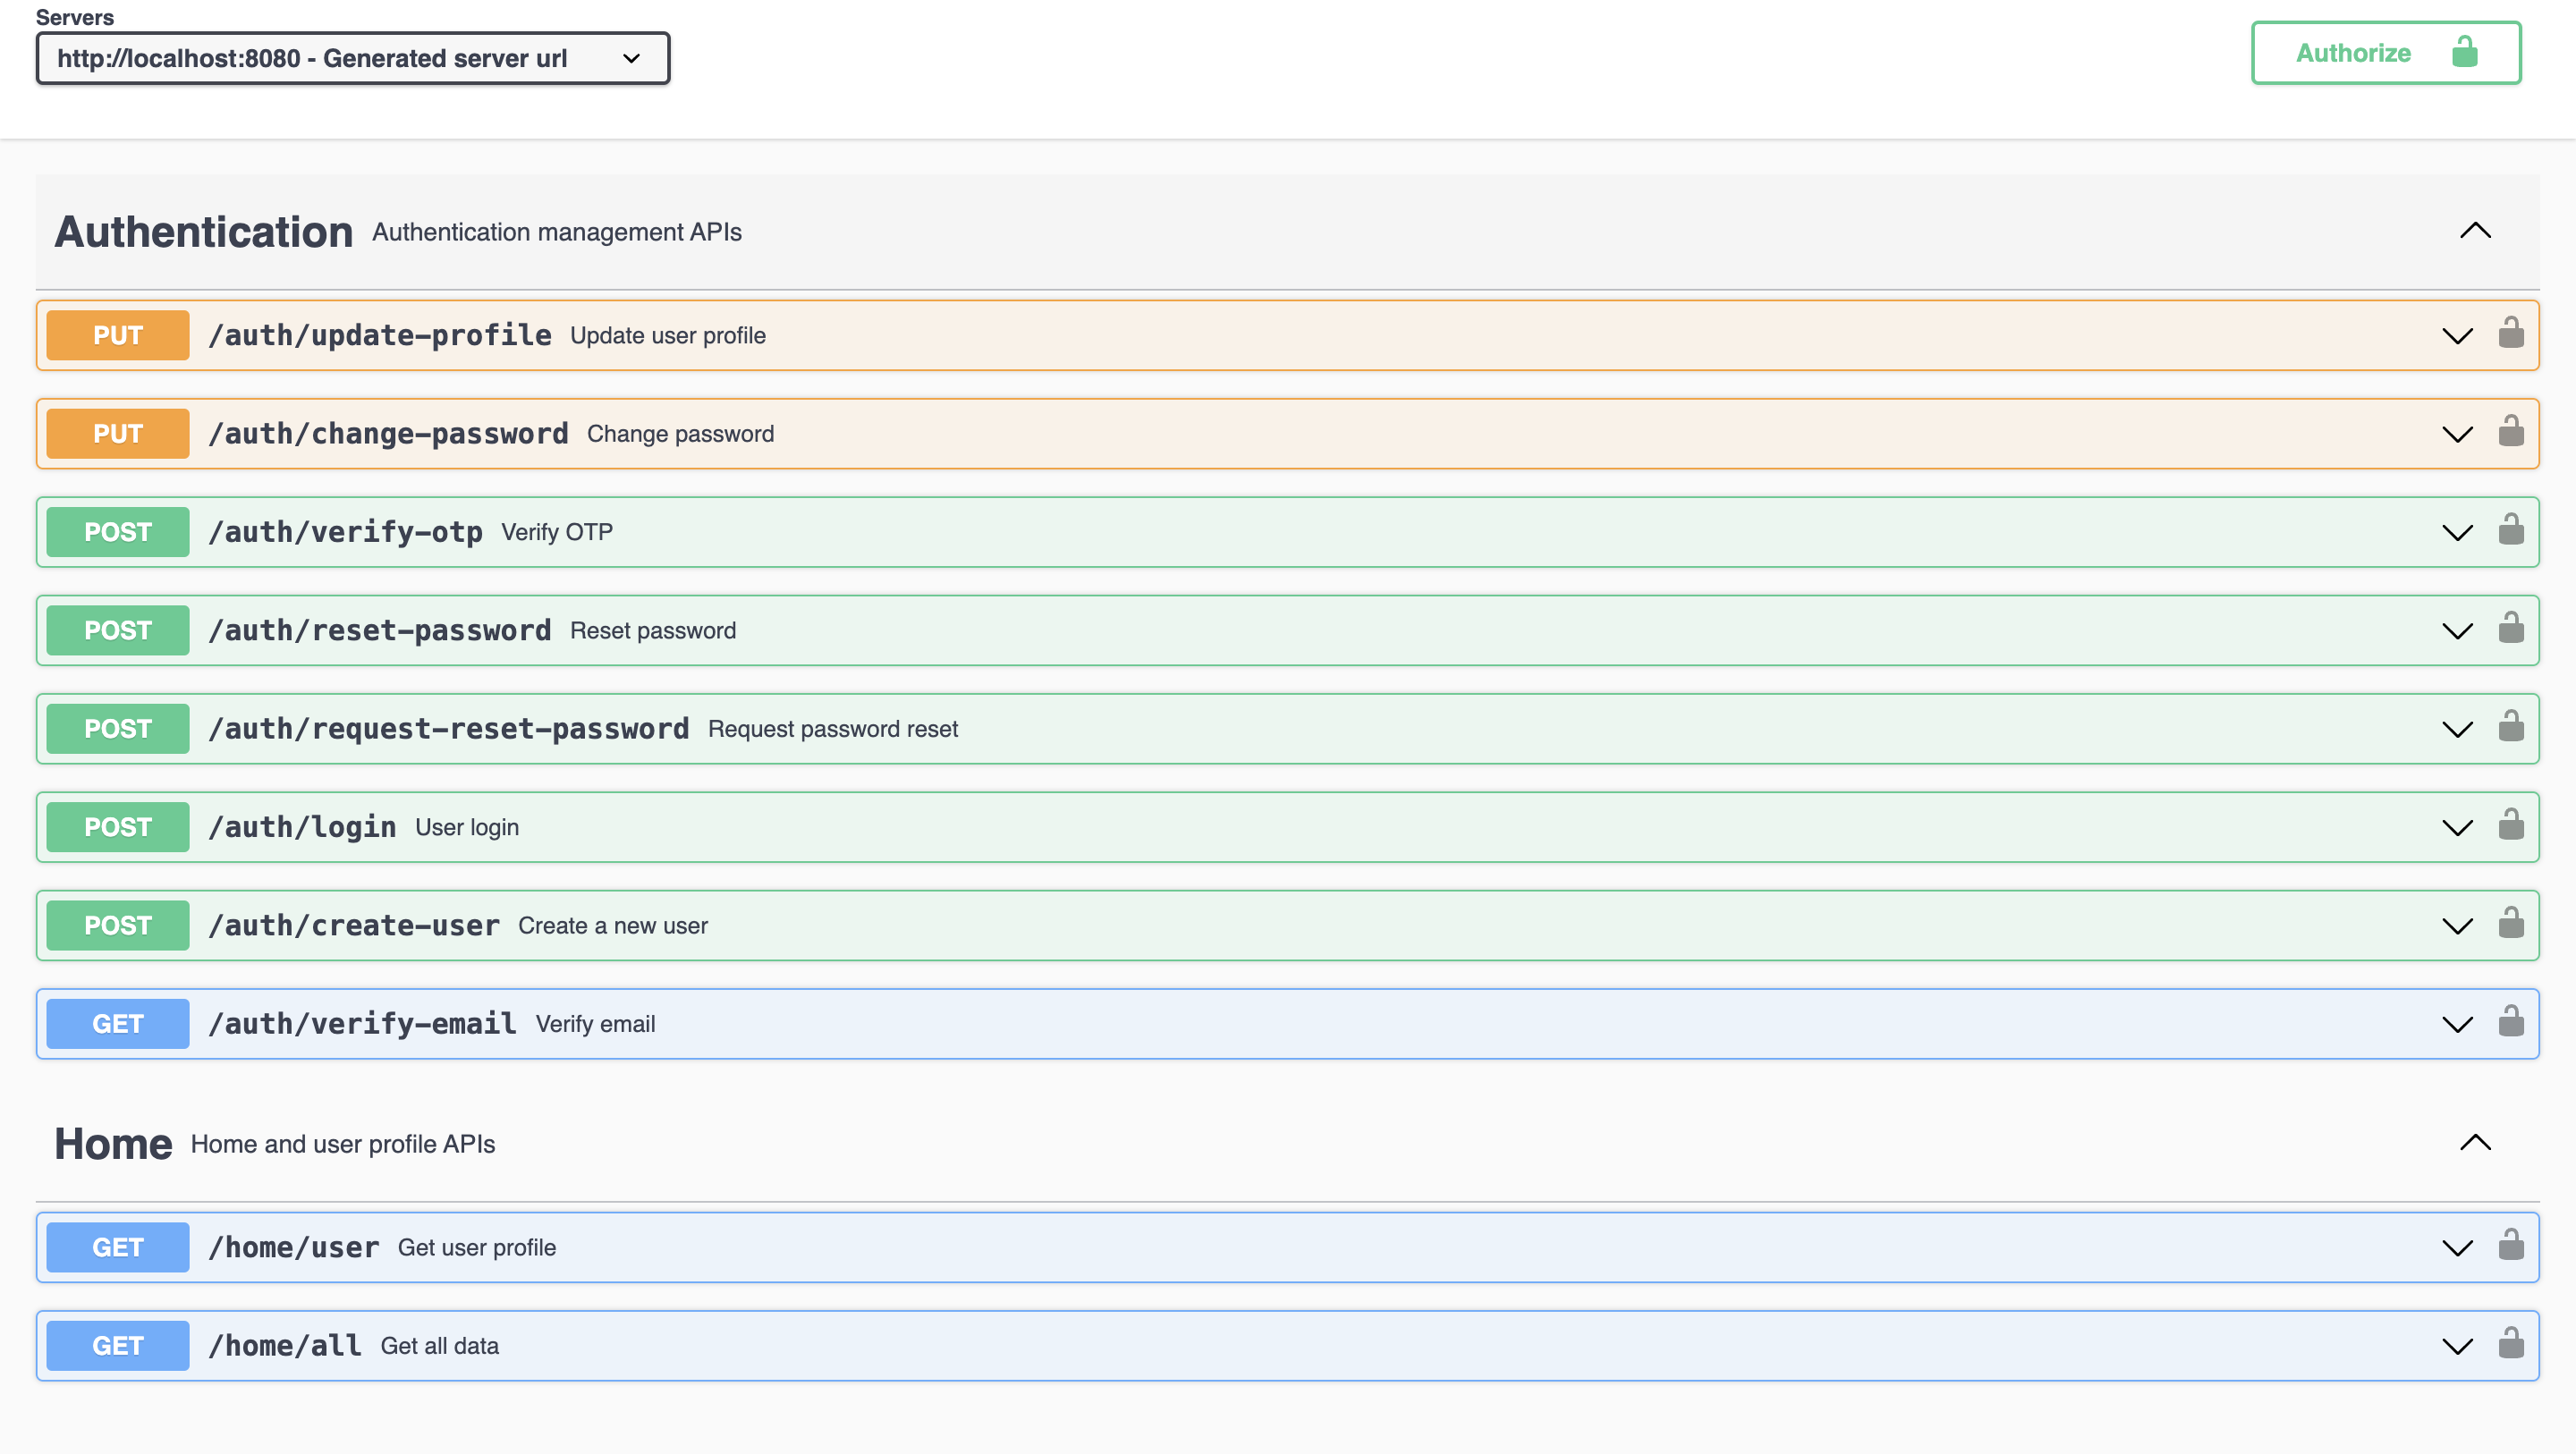 Servers
http://localhost:8080 - Generated server url
Authorize
Authentication Authentication management APIs
PUT /auth/update-profile Update user profile
PUT /auth/change-password Change password
POST /auth/verify-otp Verify OTP
POST /auth/reset-password Reset password
POST /auth/request-reset-password Request password reset
POST /auth/login User login
POST /auth/create-user Create a new user
GET /auth/verify-email Verify email
Home Home and user profile APIs
GET /home/user Get user profile
GET /home/all Get all data